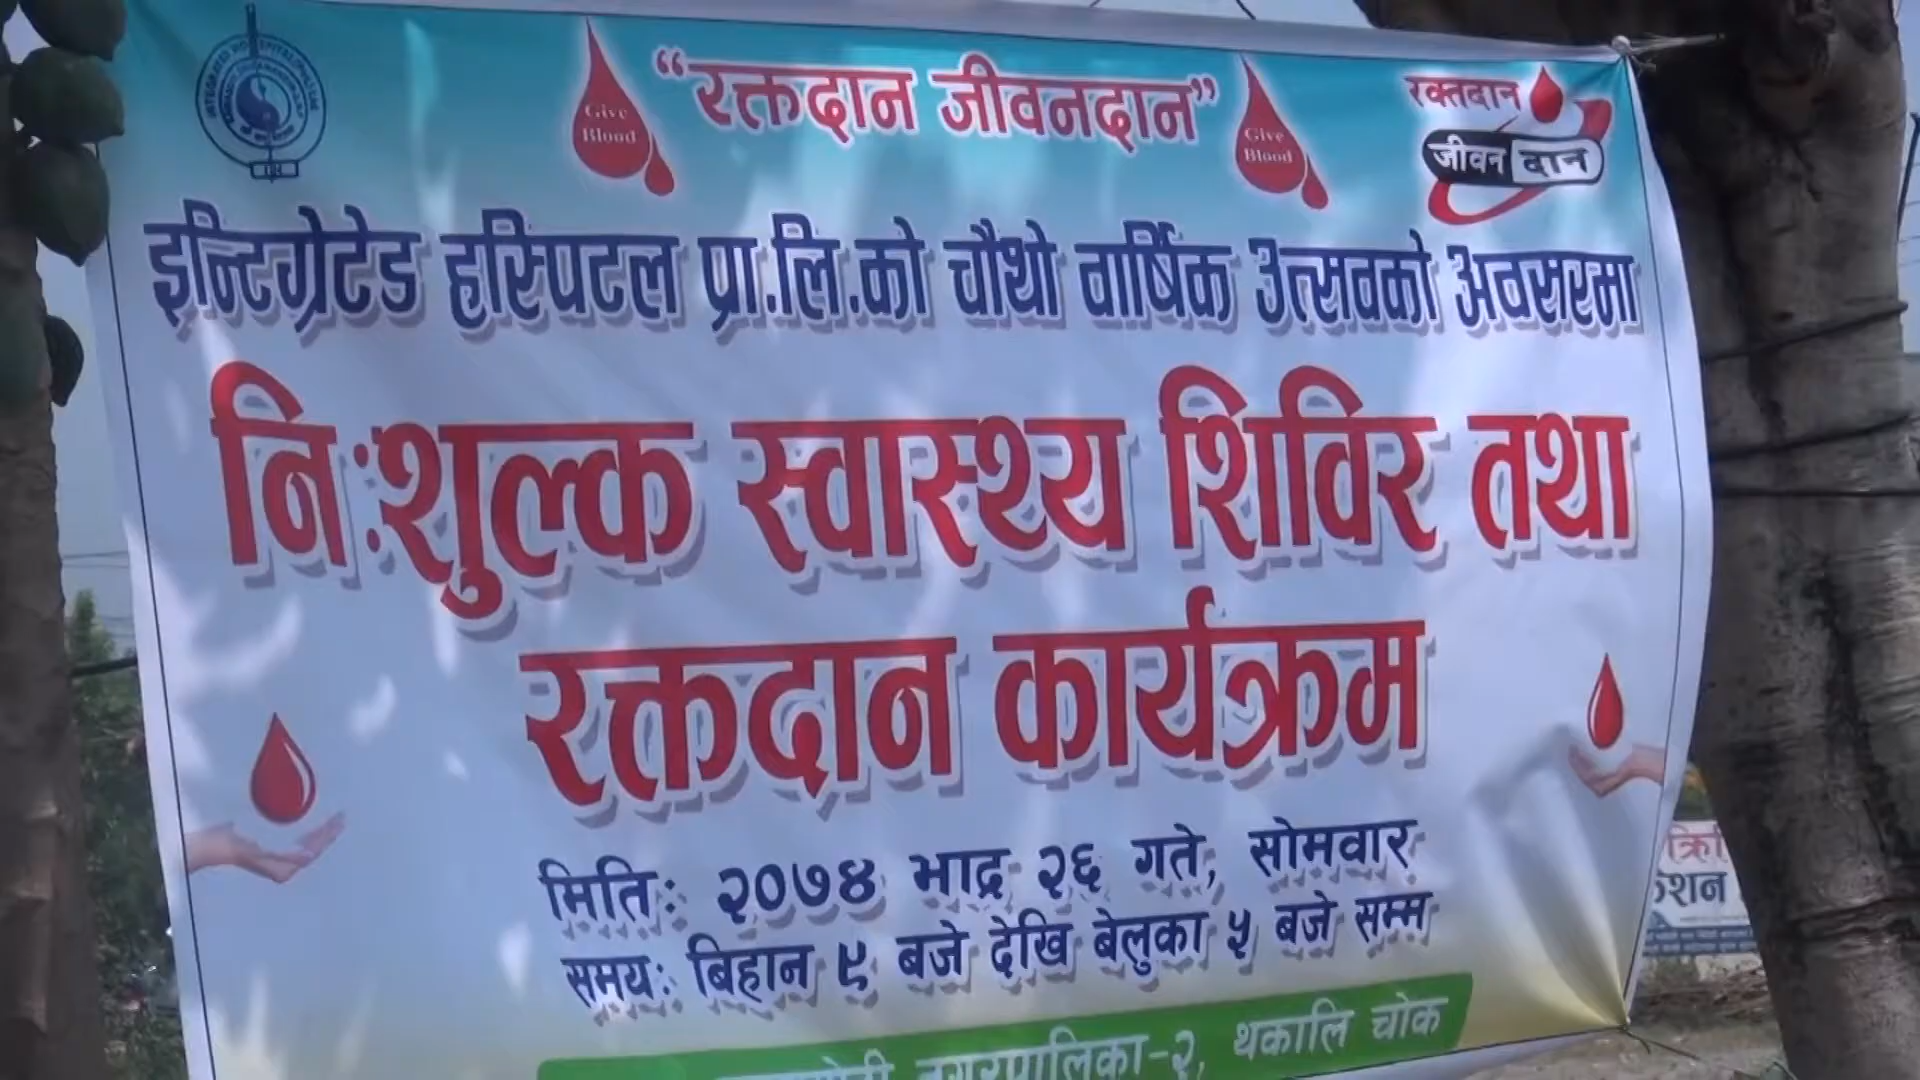 "रक्तदान जीवनदान"
Give Blood
Give Blood
रक्तदान
जीवन दान
इन्टिग्रेटेड हस्पिटल प्रा.लि.को चौथो वार्षिक उत्सवको अवसरमा
निःशुल्क स्वास्थ्य शिविर तथा
रक्तदान कार्यक्रम
मितिः २०७४ भाद्र २६ गते, सोमवार
समयः बिहान ९ बजे देखि बेलुका ५ बजे सम्म
नगरपालिका-२, थकालि चोक